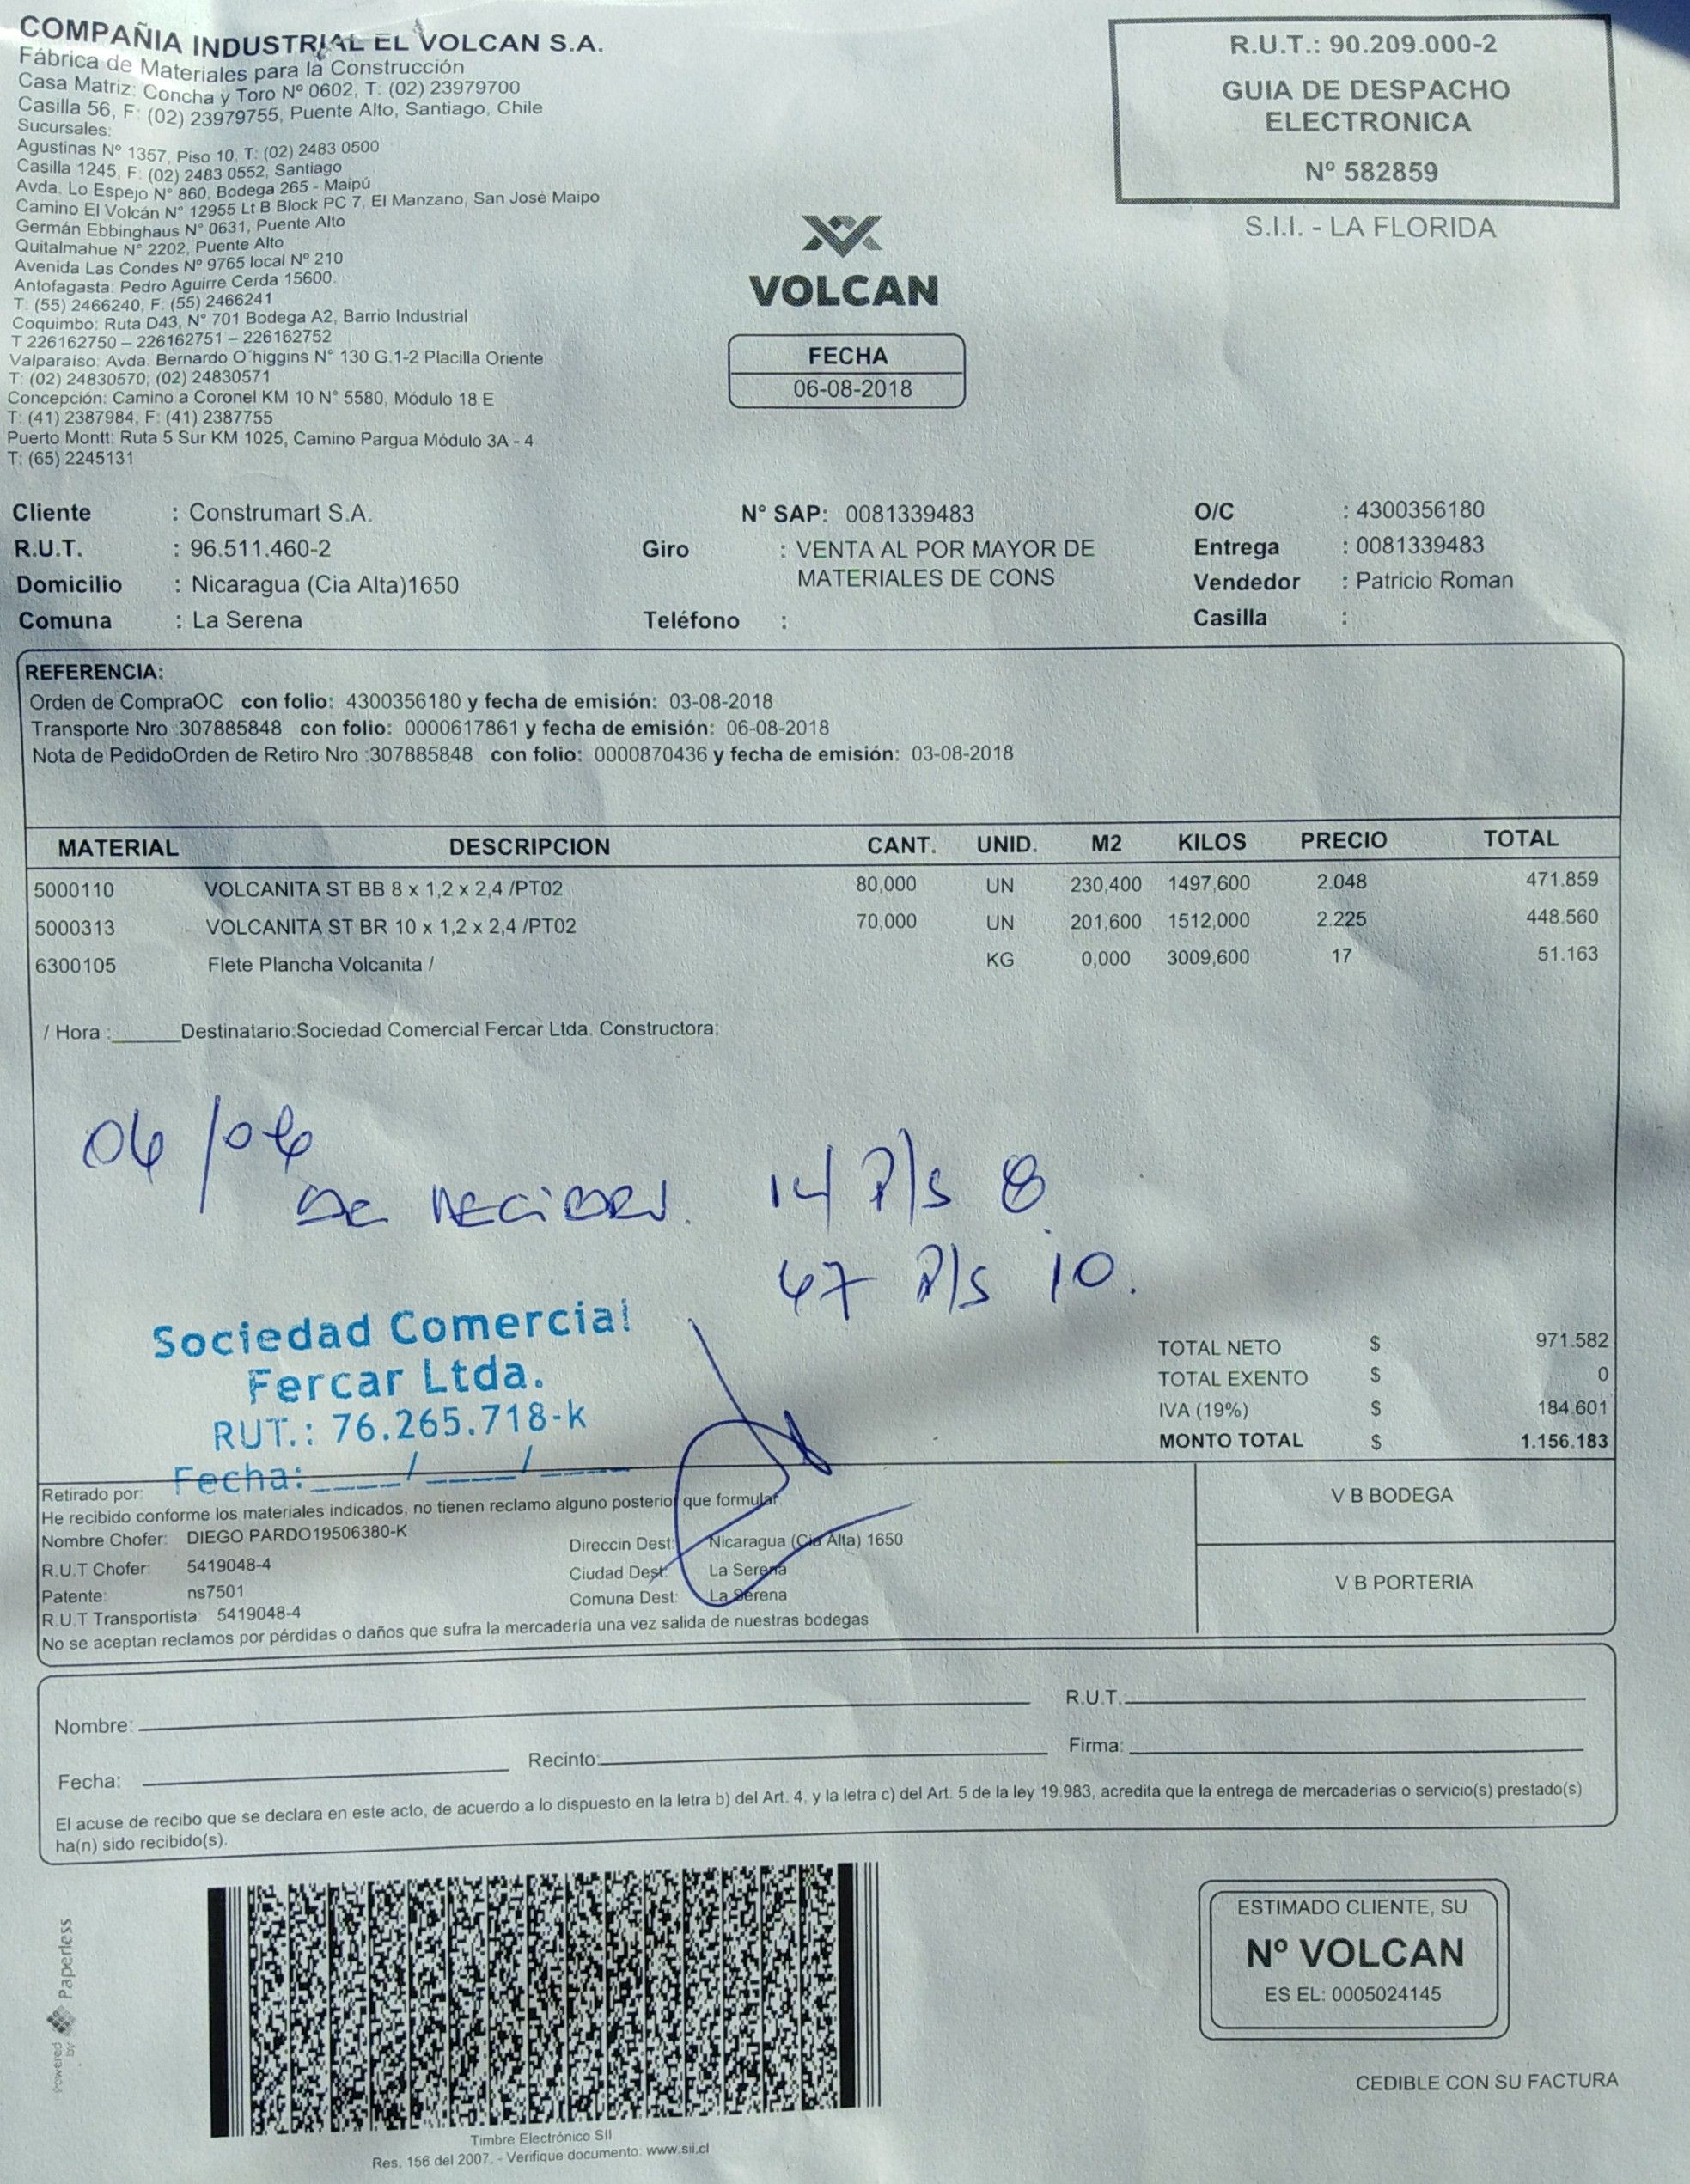 COMPAÑIA INDUSTRIAL EL VOLCAN S.A.
Fábrica de Materiales para la Construcción
Casa Matriz: Concha y Toro Nº 0602, T. (02) 23979700
Casilla 56, F: (02) 23979755, Puente Alto, Santiago, Chile
Sucursales:
Agustinas Nº 1357, Piso 10, T: (02) 2483 0500
Casilla 1245, F: (02) 2483 0552, Santiago
Avda. Lo Espejo N° 860, Bodega 265 - Maipú
Camino El Volcán N° 12955 Lt B Block PC 7, El Manzano, San José Maipo
Germán Ebbinghaus N° 0631, Puente Alto
Quitalmahue N° 2202, Puente Alto
Avenida Las Condes Nº 9765 local Nº 210
Antofagasta: Pedro Aguirre Cerda 15600.
T: (55) 2466240, F: (55) 2466241
Coquimbo: Ruta D43, N° 701 Bodega A2, Barrio Industrial
T 226162750 – 226162751 – 226162752
Valparaíso: Avda. Bernardo O´higgins N° 130 G.1-2 Placilla Oriente
T: (02) 24830570; (02) 24830571
Concepción: Camino a Coronel KM 10 N° 5580, Módulo 18 E
T: (41) 2387984, F: (41) 2387755
Puerto Montt: Ruta 5 Sur KM 1025, Camino Pargua Módulo 3A - 4
T: (65) 2245131
R.U.T.: 90.209.000-2
GUIA DE DESPACHO
ELECTRONICA
Nº 582859
S.I.I. - LA FLORIDA
VOLCAN
FECHA
06-08-2018
Cliente : Construmart S.A. N° SAP: 0081339483 O/C : 4300356180
R.U.T. : 96.511.460-2 Giro : VENTA AL POR MAYOR DE Entrega : 0081339483
Domicilio : Nicaragua (Cia Alta)1650 MATERIALES DE CONS Vendedor : Patricio Roman
Comuna : La Serena Teléfono : Casilla :
REFERENCIA:
Orden de CompraOC con folio: 4300356180 y fecha de emisión: 03-08-2018
Transporte Nro :307885848 con folio: 0000617861 y fecha de emisión: 06-08-2018
Nota de PedidoOrden de Retiro Nro :307885848 con folio: 0000870436 y fecha de emisión: 03-08-2018
MATERIAL DESCRIPCION CANT. UNID. M2 KILOS PRECIO TOTAL
5000110 VOLCANITA ST BB 8 x 1,2 x 2,4 /PT02 80,000 UN 230,400 1497,600 2.048 471.859
5000313 VOLCANITA ST BR 10 x 1,2 x 2,4 /PT02 70,000 UN 201,600 1512,000 2.225 448.560
6300105 Flete Plancha Volcanita / KG 0,000 3009,600 17 51.163
/ Hora :______Destinatario:Sociedad Comercial Fercar Ltda. Constructora:
14 P/s 8
47 P/s 10.
Sociedad Comercial
Fercar Ltda.
RUT.: 76.265.718-k
Fecha:____/____/____
TOTAL NETO $ 971.582
TOTAL EXENTO $ 0
IVA (19%) $ 184.601
MONTO TOTAL $ 1.156.183
Retirado por:
He recibido conforme los materiales indicados, no tienen reclamo alguno posterior que formular.
Nombre Chofer: DIEGO PARDO19506380-K Direccin Dest: Nicaragua (Cia Alta) 1650
R.U.T Chofer: 5419048-4 Ciudad Dest: La Serena
Patente: ns7501 Comuna Dest: La Serena
R.U.T Transportista 5419048-4
No se aceptan reclamos por pérdidas o daños que sufra la mercadería una vez salida de nuestras bodegas
V B BODEGA
V B PORTERIA
Nombre: R.U.T.
Fecha: Recinto: Firma:
El acuse de recibo que se declara en este acto, de acuerdo a lo dispuesto en la letra b) del Art. 4, y la letra c) del Art. 5 de la ley 19.983, acredita que la entrega de mercaderías o servicio(s) prestado(s)
ha(n) sido recibido(s).
powered by Paperless
Timbre Electrónico SII
Res. 156 del 2007. - Verifique documento: www.sii.cl
ESTIMADO CLIENTE, SU
Nº VOLCAN
ES EL: 0005024145
CEDIBLE CON SU FACTURA